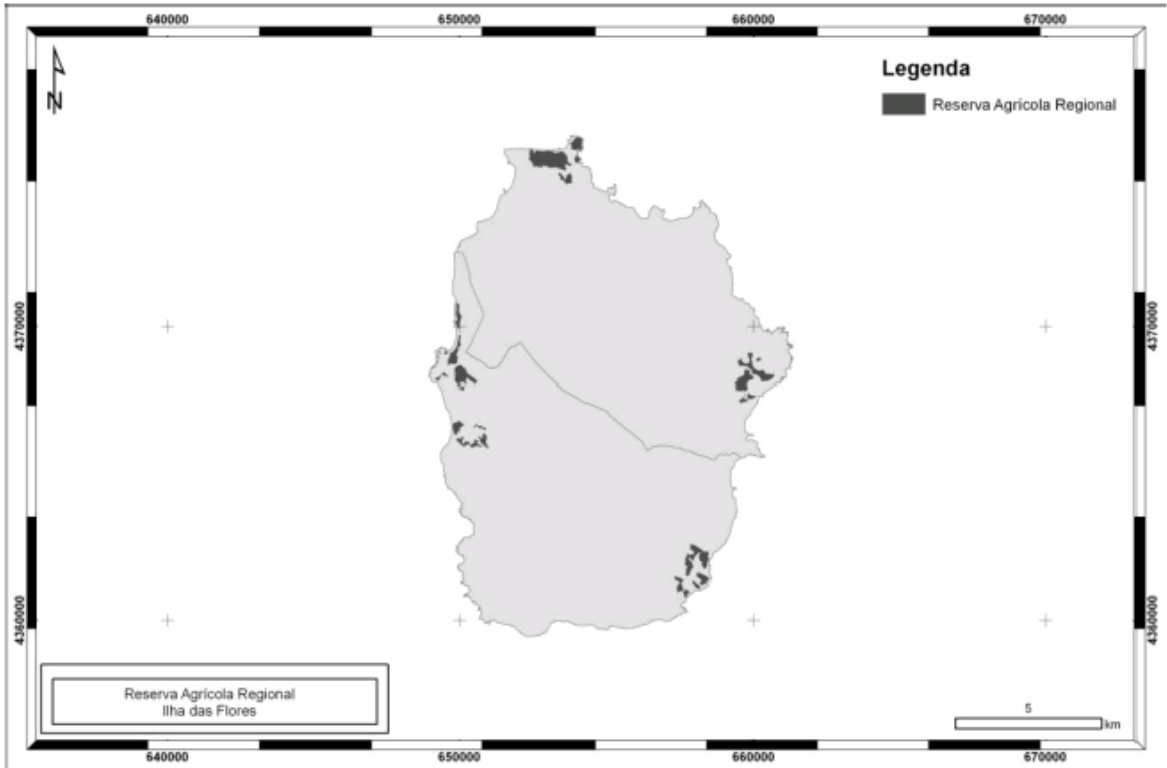 640000 650000 660000 670000
N
Legenda
Reserva Agrícola Regional
4370000 4370000
4360000 4360000
Reserva Agrícola Regional
Ilha das Flores
5
km
640000 650000 660000 670000